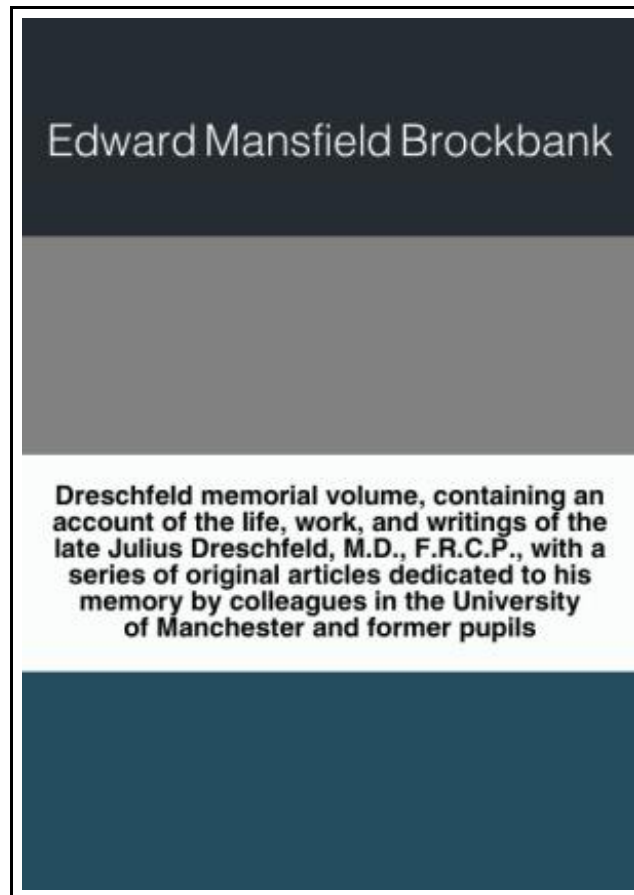 Edward Mansfield Brockbank
Dreschfeld memorial volume, containing an
account of the life, work, and writings of the
late Julius Dreschfeld, M.D., F.R.C.P., with a
series of original articles dedicated to his
memory by colleagues in the University
of Manchester and former pupils